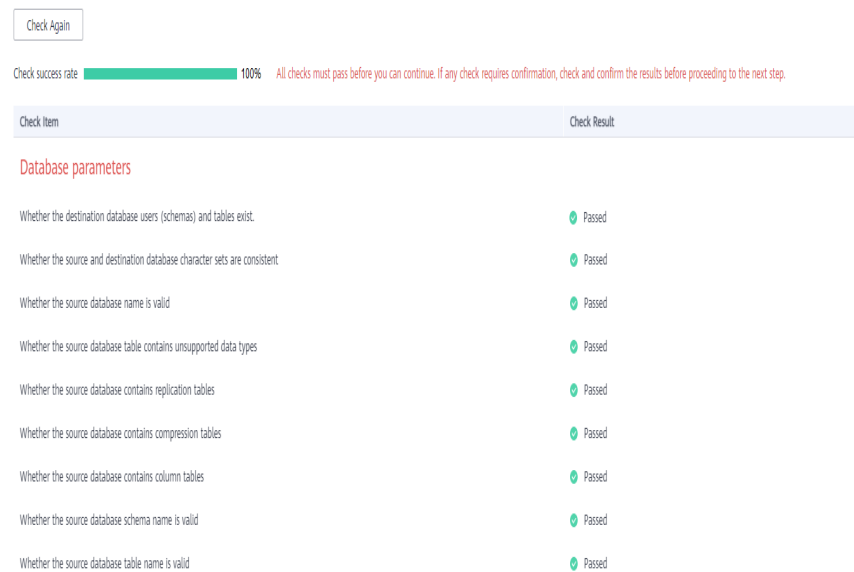 Check Again
Check success rate 100% All checks must pass before you can continue. If any check requires confirmation, check and confirm the results before proceeding to the next step.
Check Item Check Result
Database parameters
Whether the destination database users (schemas) and tables exist. Passed
Whether the source and destination database character sets are consistent Passed
Whether the source database name is valid Passed
Whether the source database table contains unsupported data types Passed
Whether the source database contains replication tables Passed
Whether the source database contains compression tables Passed
Whether the source database contains column tables Passed
Whether the source database schema name is valid Passed
Whether the source database table name is valid Passed